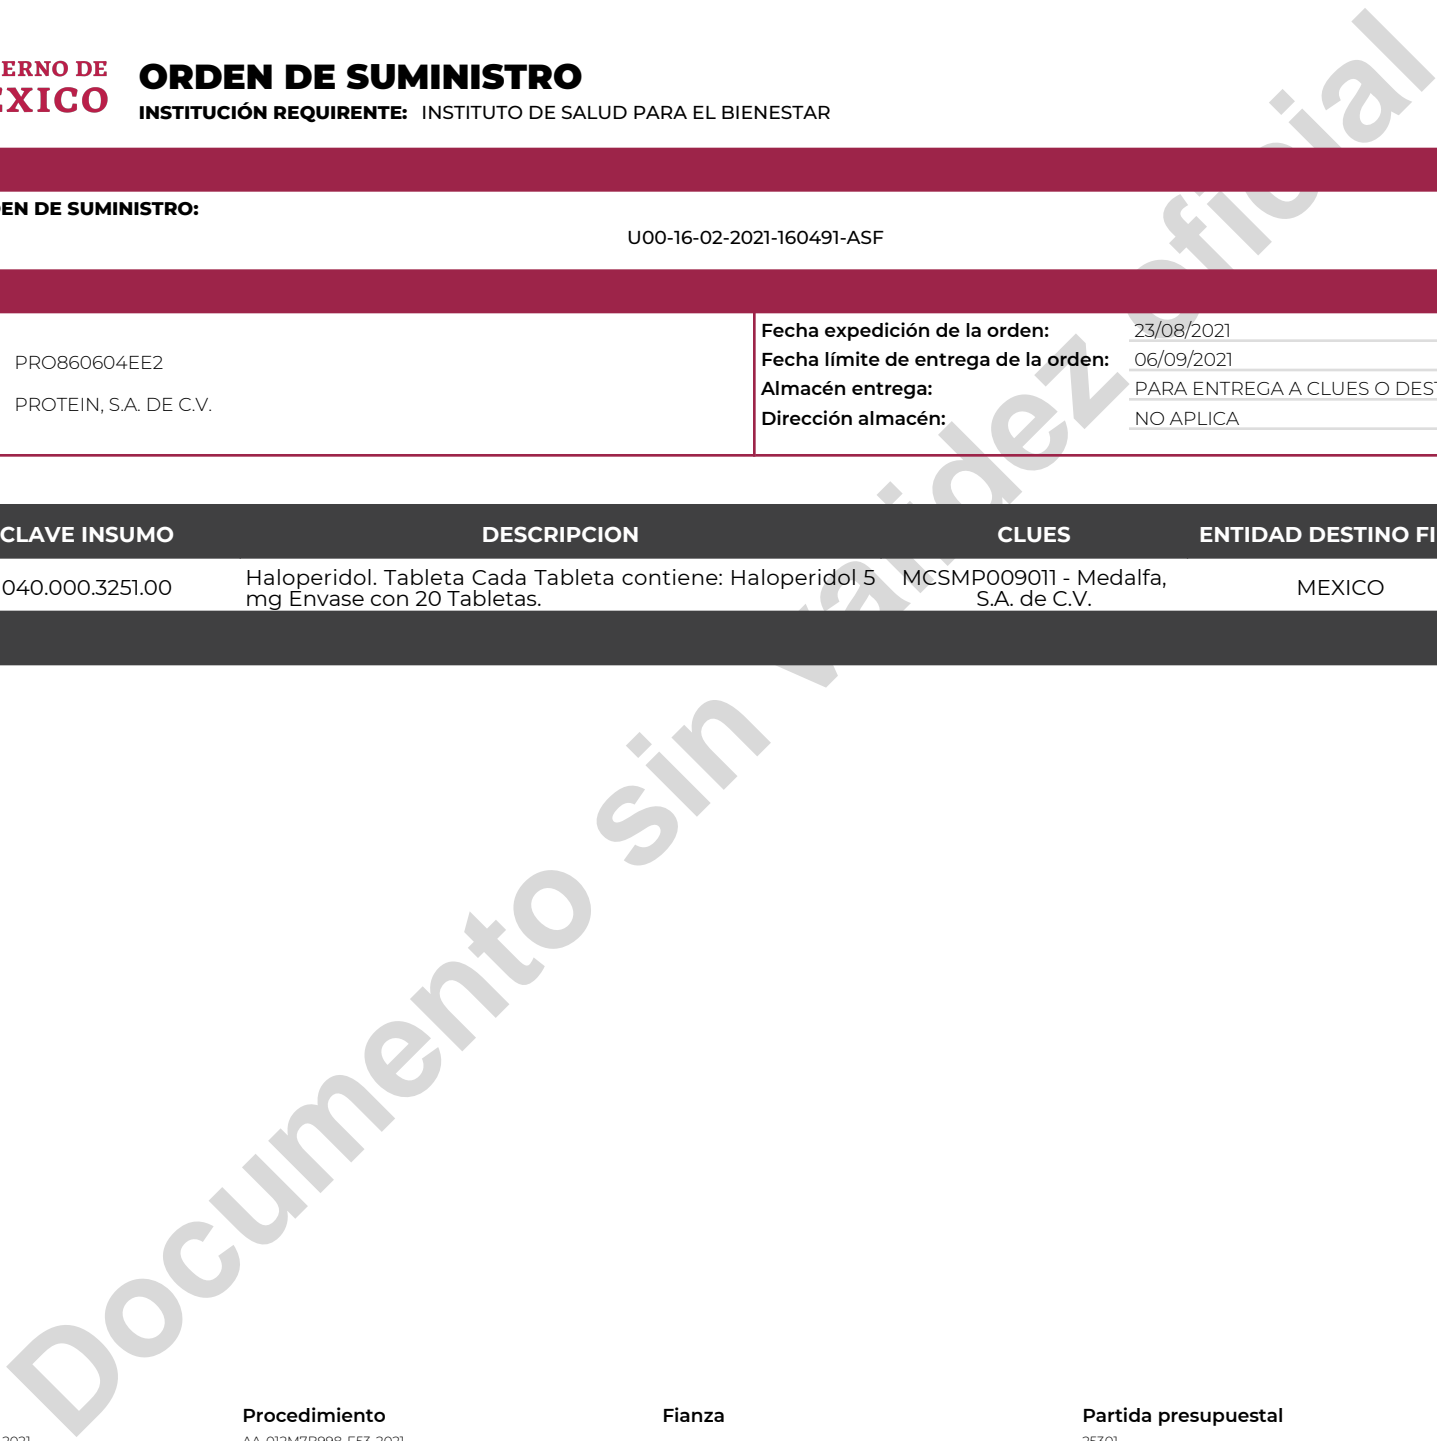 ERNO DE
EXICO
ORDEN DE SUMINISTRO
INSTITUCIÓN REQUIRENTE: INSTITUTO DE SALUD PARA EL BIENESTAR
EN DE SUMINISTRO:
U00-16-02-2021-160491-ASF
PRO860604EE2
PROTEIN, S.A. DE C.V.
Fecha expedición de la orden: 23/08/2021
Fecha límite de entrega de la orden: 06/09/2021
Almacén entrega: PARA ENTREGA A CLUES O DEST
Dirección almacén: NO APLICA
CLAVE INSUMO DESCRIPCION CLUES ENTIDAD DESTINO FI
040.000.3251.00 Haloperidol. Tableta Cada Tableta contiene: Haloperidol 5 MCSMP009011 - Medalfa, MEXICO
mg Envase con 20 Tabletas. S.A. de C.V.
Documento sin validez oficial
Procedimiento Fianza Partida presupuestal